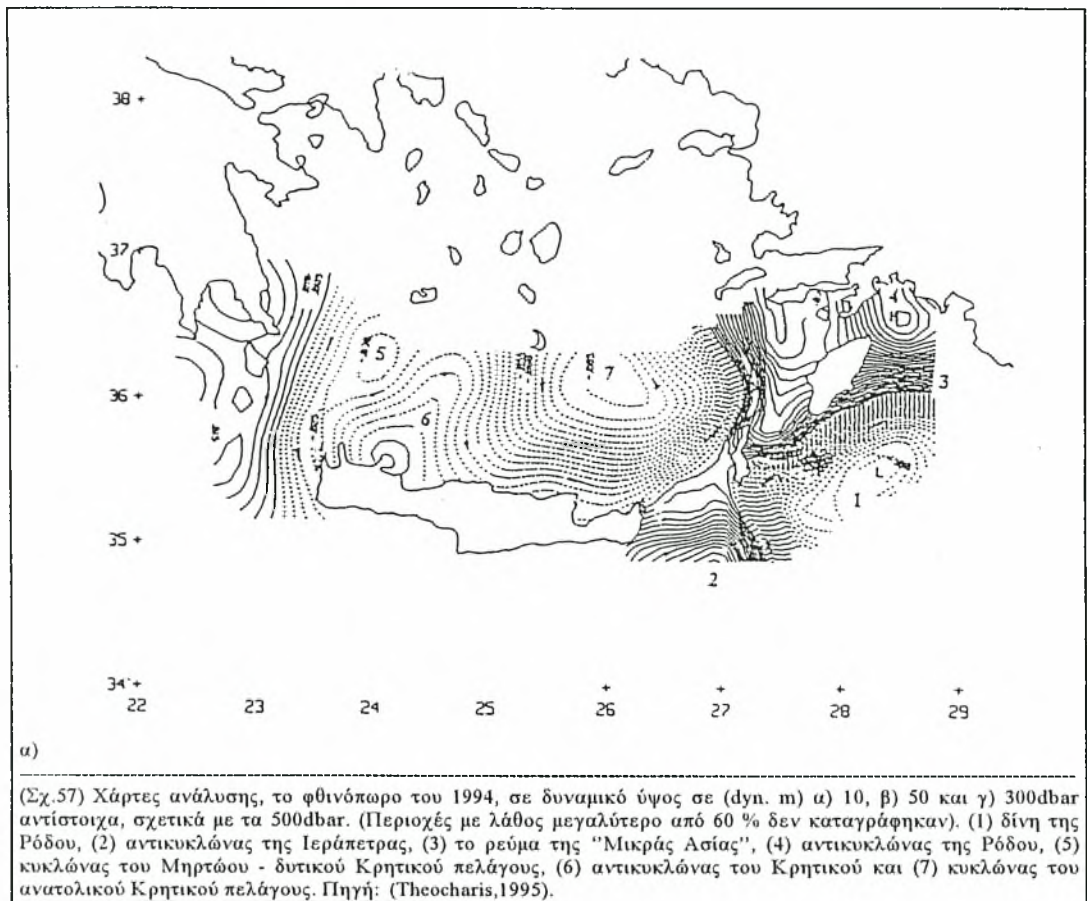 38 +
37 +
36 +
35 +
34 +
22
23
24
25
26
27
28
29
5
6
7
3
L
1
2
α)
(Σχ.57) Χάρτες ανάλυσης, το φθινόπωρο του 1994, σε δυναμικό ύψος σε (dyn. m) α) 10, β) 50 και γ) 300dbar
αντίστοιχα, σχετικά με τα 500dbar. (Περιοχές με λάθος μεγαλύτερο από 60 % δεν καταγράφηκαν). (1) δίνη της
Ρόδου, (2) αντικυκλώνας της Ιεράπετρας, (3) το ρεύμα της ‘‘Μικράς Ασίας’’, (4) αντικυκλώνας της Ρόδου, (5)
κυκλώνας του Μηρτώου - δυτικού Κρητικού πελάγους, (6) αντικυκλώνας του Κρητικού και (7) κυκλώνας του
ανατολικού Κρητικού πελάγους. Πηγή: (Theocharis,1995).